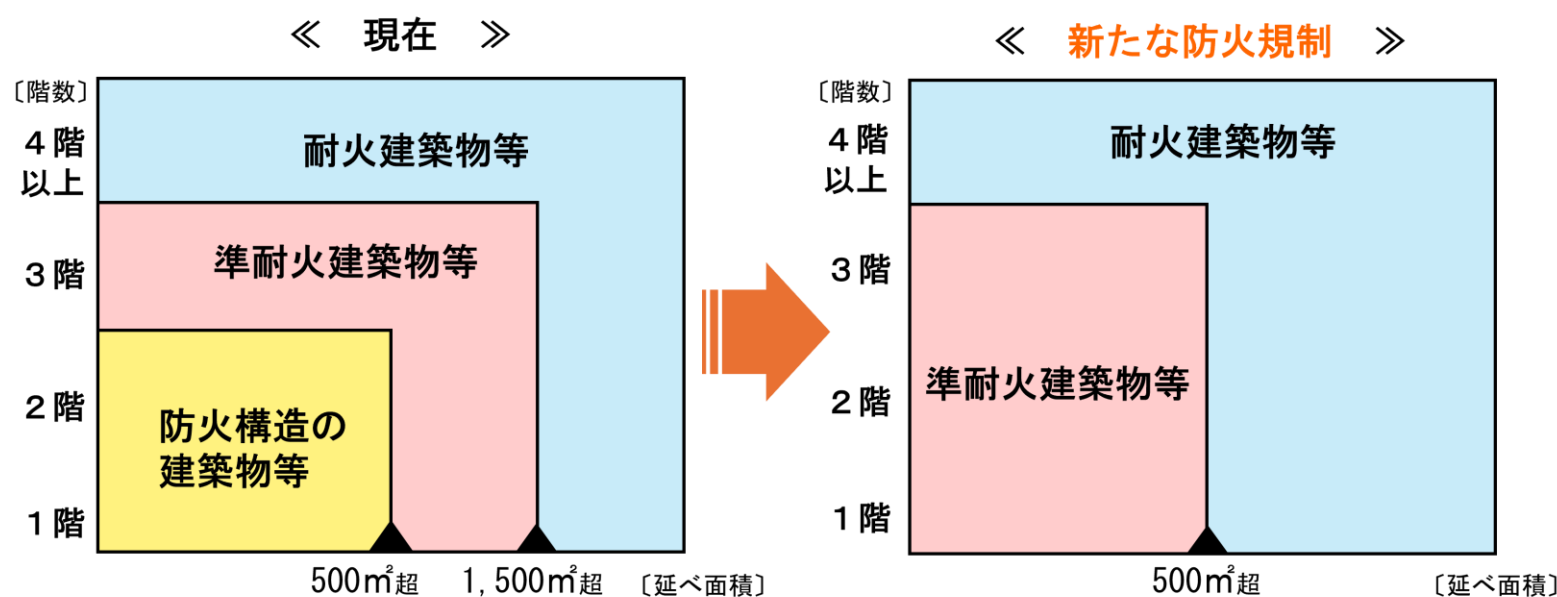 ≪ 現在 ≫
〔階数〕
４階
以上
３階
２階
１階
耐火建築物等
準耐火建築物等
防火構造の
建築物等
500㎡超
1,500㎡超
〔延べ面積〕
≪ 新たな防火規制 ≫
〔階数〕
４階
以上
３階
２階
１階
耐火建築物等
準耐火建築物等
500㎡超
〔延べ面積〕